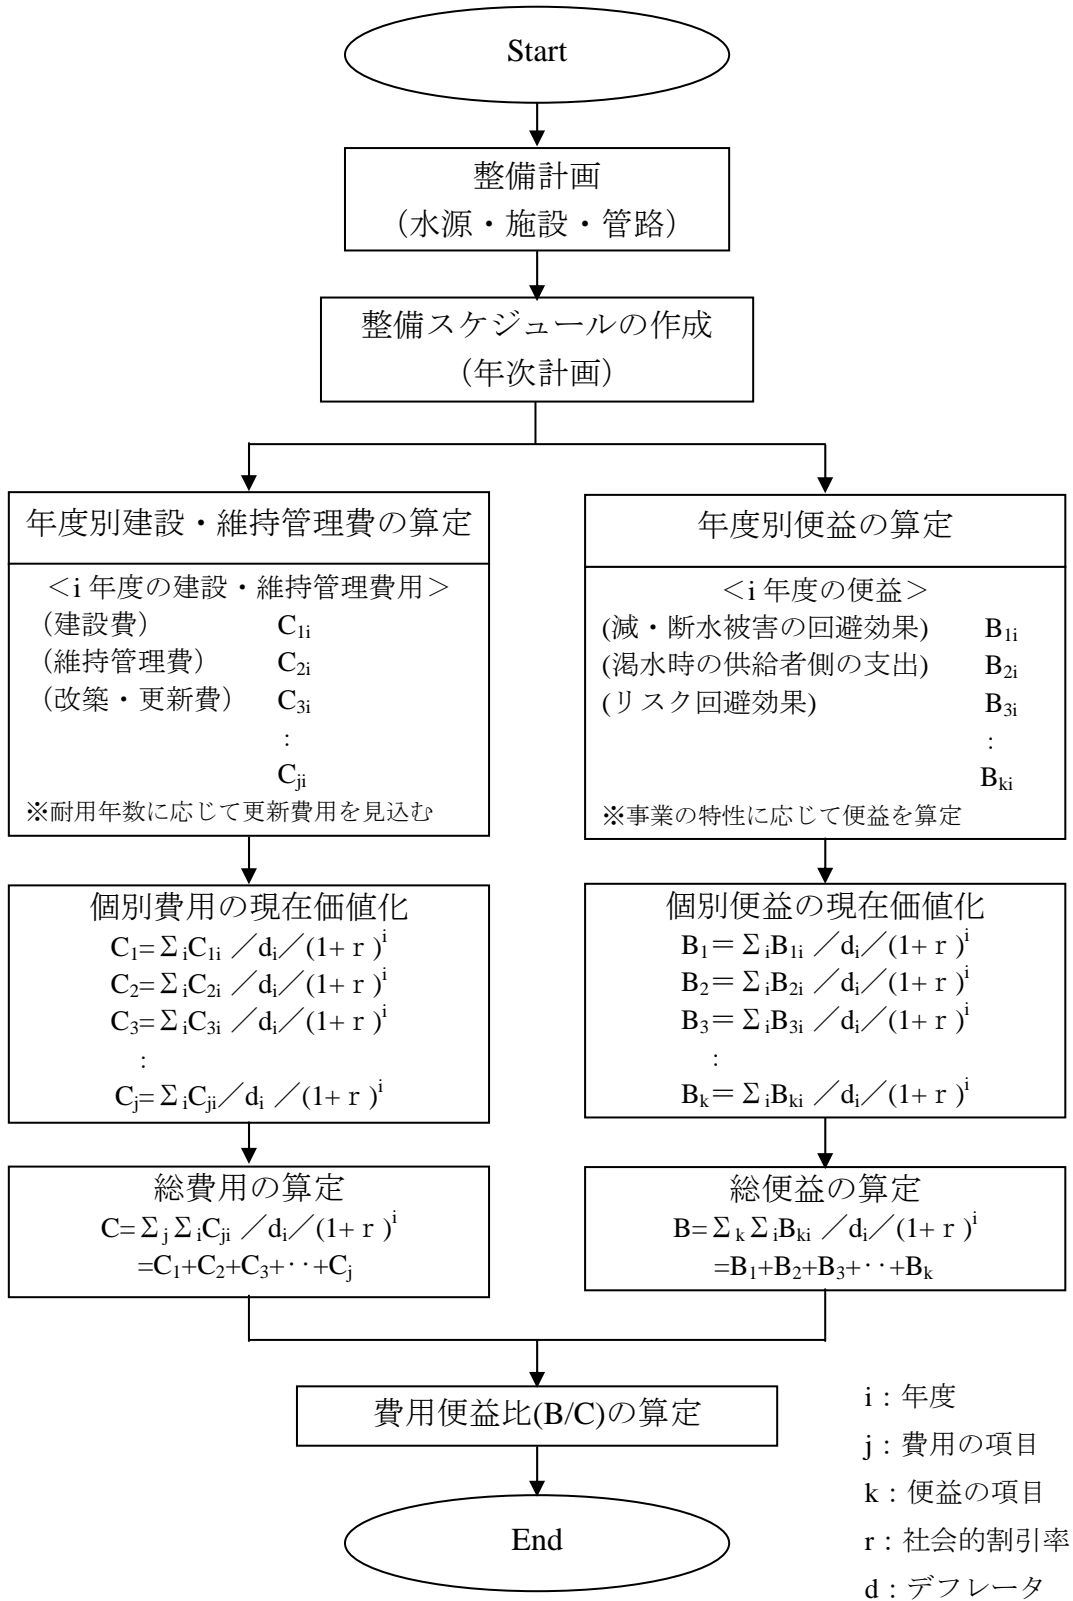 Start
整備計画
（水源・施設・管路）
整備スケジュールの作成
（年次計画）
年度別建設・維持管理費の算定
＜i 年度の建設・維持管理費用＞
（建設費） C1i
（維持管理費） C2i
（改築・更新費） C3i
：
Cji
※耐用年数に応じて更新費用を見込む
年度別便益の算定
＜i 年度の便益＞
(減・断水被害の回避効果) B1i
(渇水時の供給者側の支出) B2i
(リスク回避効果) B3i
：
Bki
※事業の特性に応じて便益を算定
個別費用の現在価値化
C1=ΣiC1i／di／(1+ｒ)^i
C2=ΣiC2i／di／(1+ｒ)^i
C3=ΣiC3i／di／(1+ｒ)^i
：
Cj=ΣiCji／di／(1+ｒ)^i
個別便益の現在価値化
B1＝ΣiB1i／di／(1+ｒ)^i
B2＝ΣiB2i／di／(1+ｒ)^i
B3＝ΣiB3i／di／(1+ｒ)^i
：
Bk＝ΣiBki／di／(1+ｒ)^i
総費用の算定
C=ΣjΣiCji／di／(1+ｒ)^i
=C1+C2+C3+‥+Cj
総便益の算定
B=ΣkΣiBki／di／(1+ｒ)^i
=B1+B2+B3+‥+Bk
費用便益比(B/C)の算定
End
i：年度
j：費用の項目
k：便益の項目
r：社会的割引率
d：デフレータ